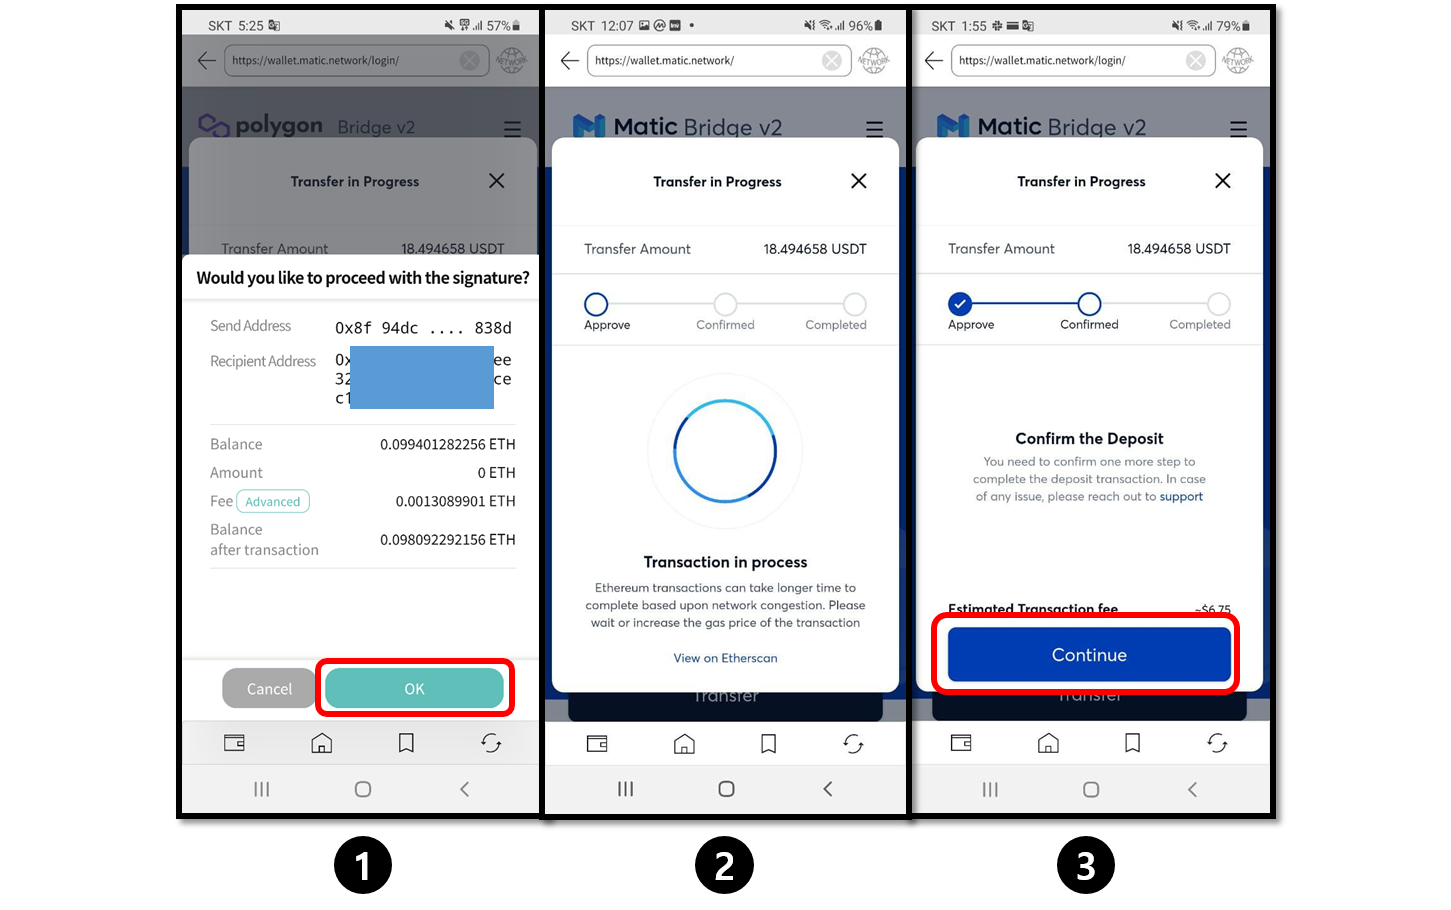 SKT 5:25
57%
https://wallet.matic.network/login/
NETWORK
polygon Bridge v2
Transfer in Progress
Transfer Amount 18.494658 USDT
Would you like to proceed with the signature?
Send Address 0x8f 94dc .... 838d
Recipient Address 0x ee
32 ce
c1
Balance 0.099401282256 ETH
Amount 0 ETH
Fee Advanced 0.0013089901 ETH
Balance
after transaction 0.098092292156 ETH
Cancel OK
1
SKT 12:07
96%
https://wallet.matic.network/
NETWORK
Matic Bridge v2
Transfer in Progress
Transfer Amount 18.494658 USDT
Approve Confirmed Completed
Transaction in process
Ethereum transactions can take longer time to
complete based upon network congestion. Please
wait or increase the gas price of the transaction
View on Etherscan
Transfer
2
SKT 1:55
79%
https://wallet.matic.network/login/
NETWORK
Matic Bridge v2
Transfer in Progress
Transfer Amount 18.494658 USDT
Approve Confirmed Completed
Confirm the Deposit
You need to confirm one more step to
complete the deposit transaction. In case
of any issue, please reach out to support
Estimated Transaction fee ~$6.75
Continue
Transfer
3